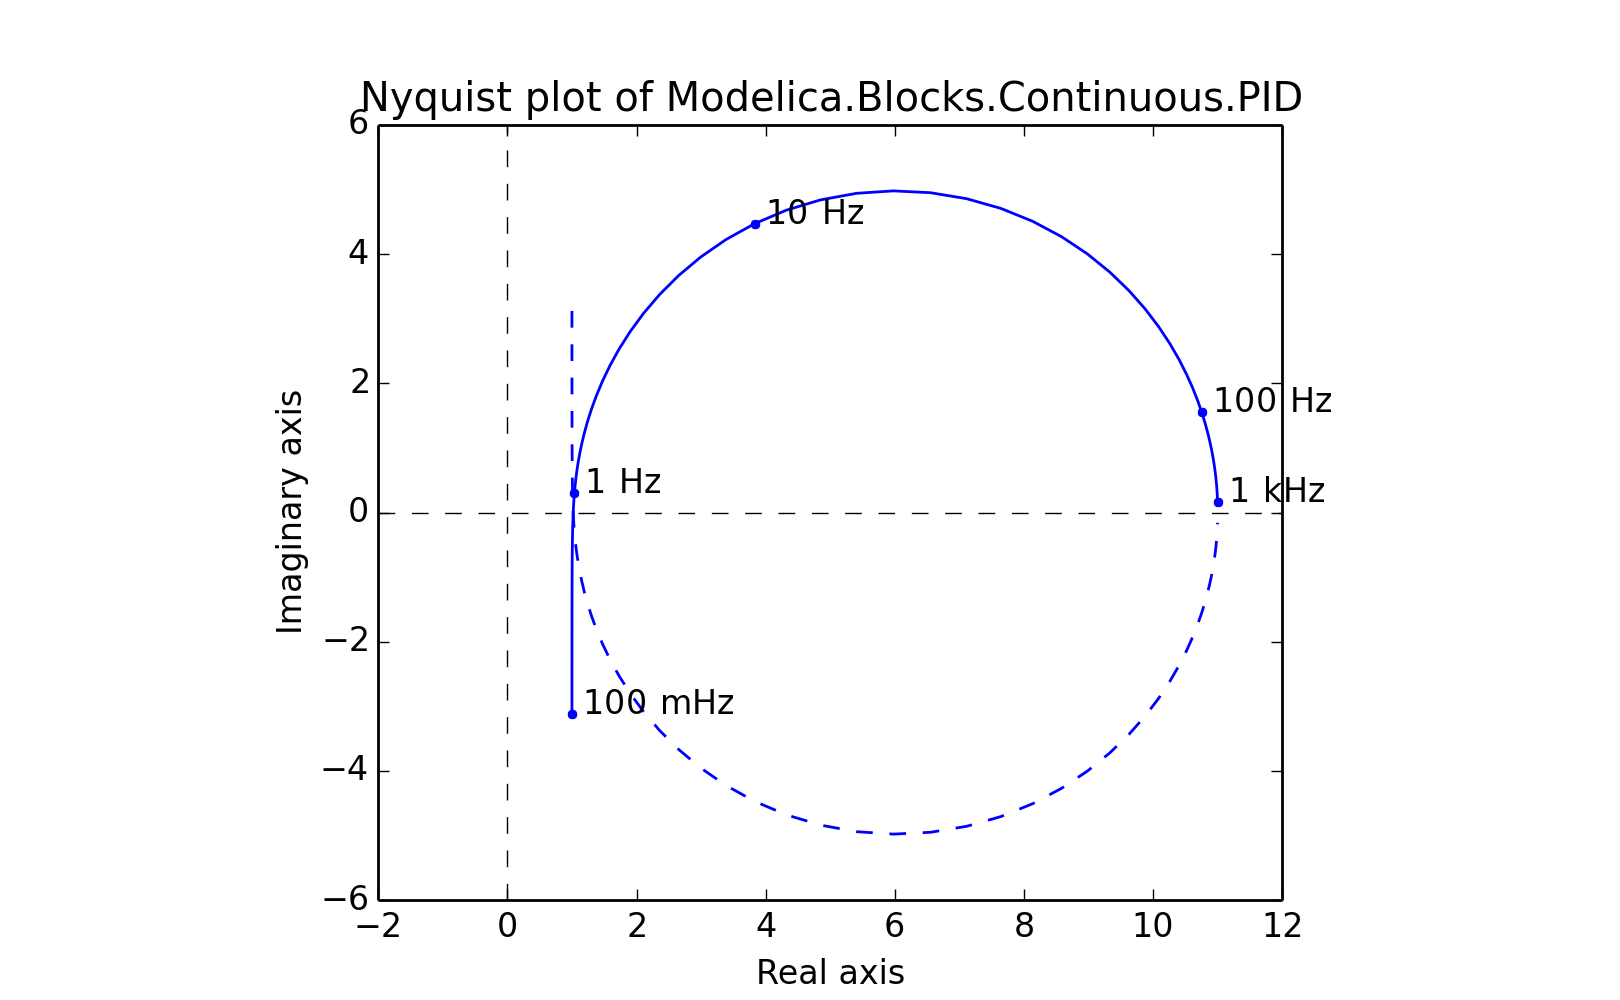 Nyquist plot of Modelica.Blocks.Continuous.PID
6
4
2
0
−2
−4
−6
Imaginary axis
10 Hz
100 Hz
1 Hz
1 kHz
100 mHz
−2 0 2 4 6 8 10 12
Real axis